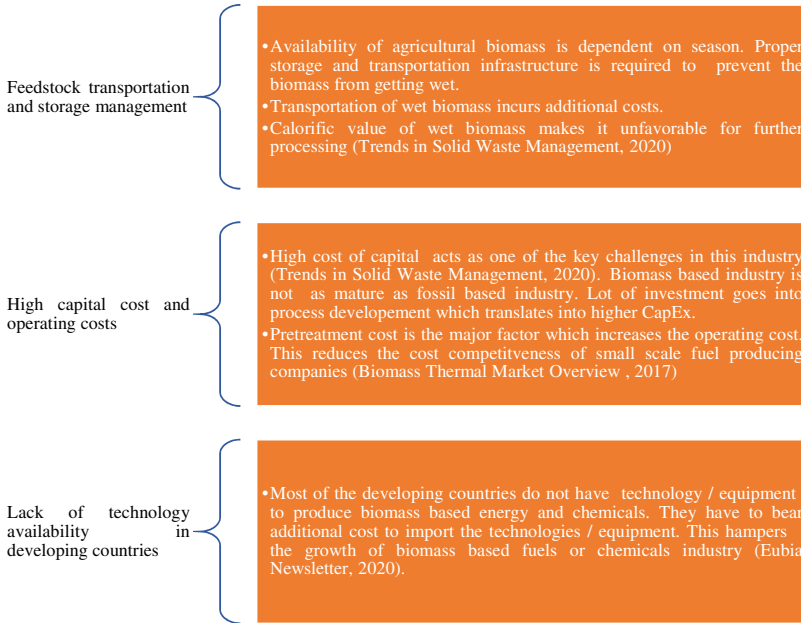 Feedstock transportation
and storage management
•Availability of agricultural biomass is dependent on season. Proper
storage and transportation infrastructure is required to prevent the
biomass from getting wet.
•Transportation of wet biomass incurs additional costs.
•Calorific value of wet biomass makes it unfavorable for further
processing (Trends in Solid Waste Management, 2020)
High capital cost and
operating costs
•High cost of capital acts as one of the key challenges in this industry
(Trends in Solid Waste Management, 2020). Biomass based industry is
not as mature as fossil based industry. Lot of investment goes into
process developement which translates into higher CapEx.
•Pretreatment cost is the major factor which increases the operating cost.
This reduces the cost competitveness of small scale fuel producing
companies (Biomass Thermal Market Overview , 2017)
Lack of technology
availability in
developing countries
•Most of the developing countries do not have technology / equipment
to produce biomass based energy and chemicals. They have to bear
additional cost to import the technologies / equipment. This hampers
the growth of biomass based fuels or chemicals industry (Eubia
Newsletter, 2020).